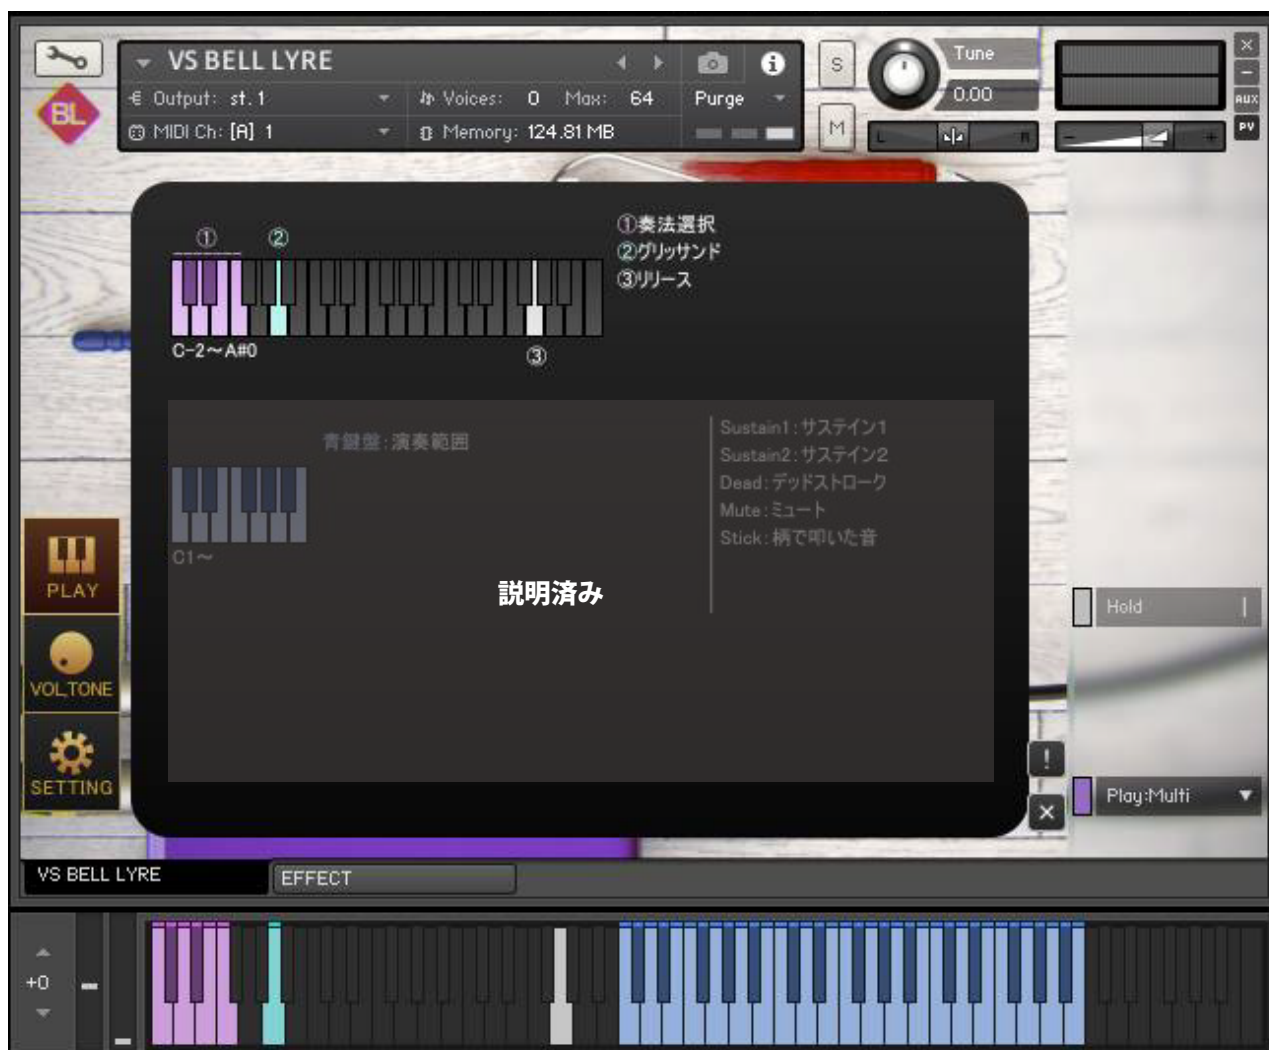 VS BELL LYRE
Output: st.1
Voices: 0 Max: 64
Purge
MIDI Ch: [A] 1
Memory: 124.81 MB
S
M
Tune
0.00
L R
- +
×
-
AUX
PV
BL
① ②
C-2～A#0
③
①奏法選択
②グリッサンド
③リリース
青鍵盤:演奏範囲
C1～
Sustain1:サステイン1
Sustain2:サステイン2
Dead:デッドストローク
Mute:ミュート
Stick:柄で叩いた音
説明済み
PLAY
VOL,TONE
SETTING
Hold
!
×
Play:Multi
VS BELL LYRE
EFFECT
+0